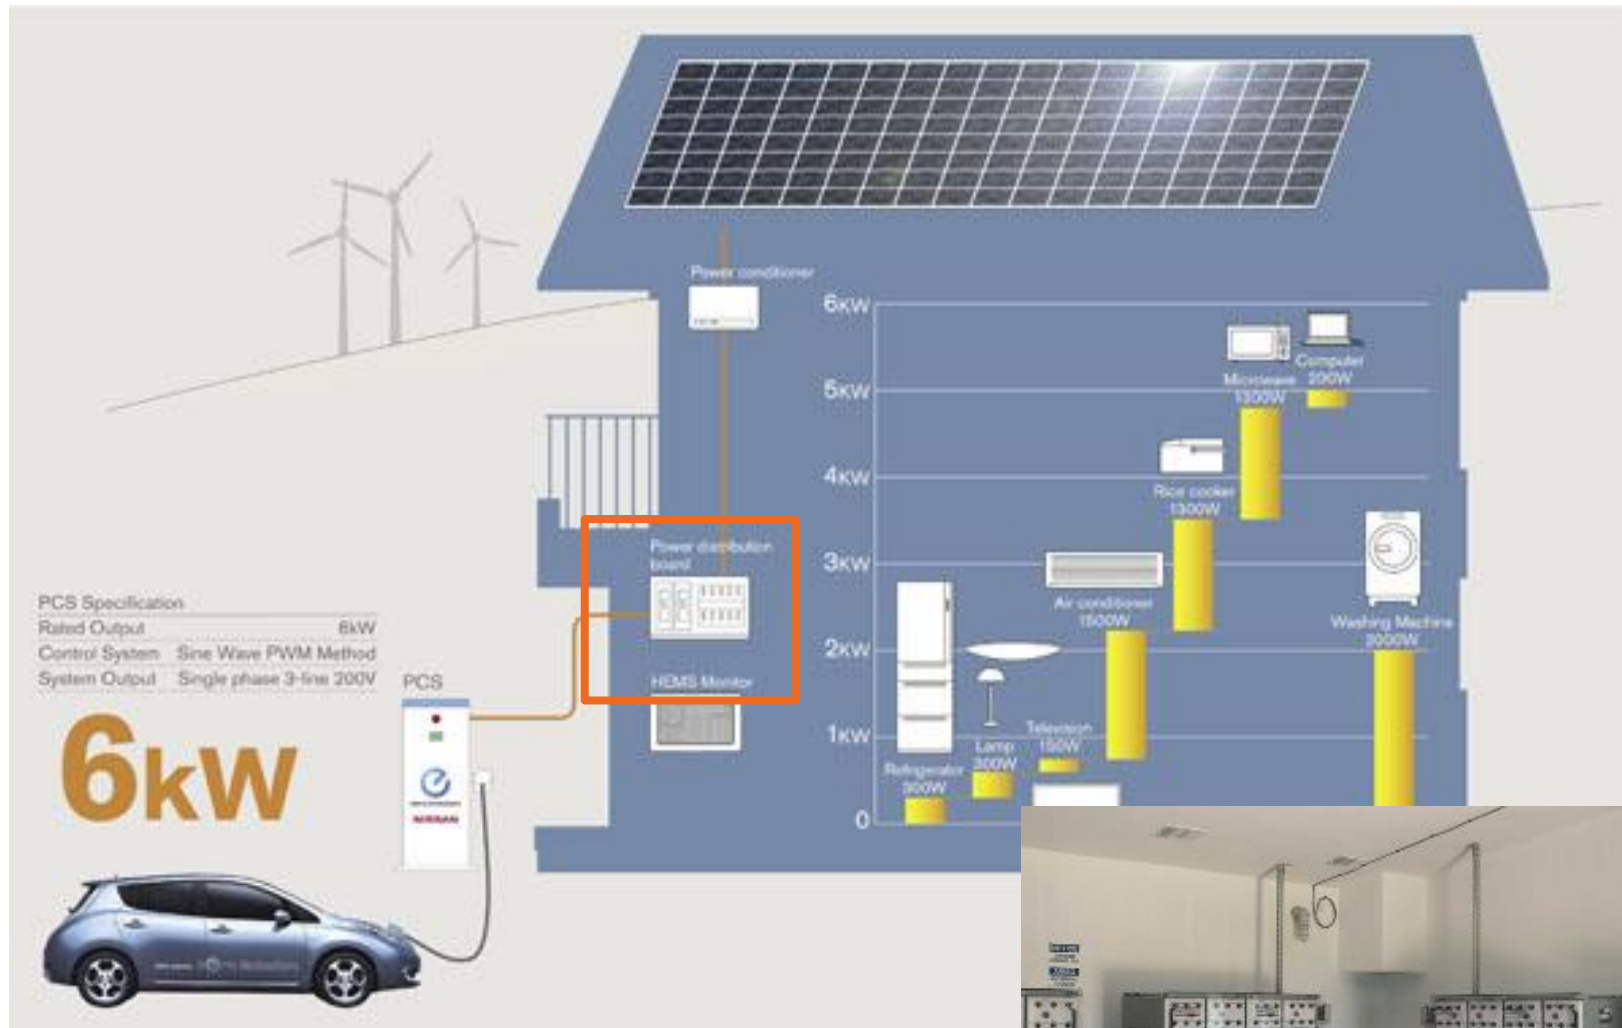 Power conditioner
6KW
5KW
4KW
3KW
2KW
1KW
0
Computer
200W
Microwave
1300W
Rice cooker
1300W
Air conditioner
1500W
Washing Machine
2000W
Television
150W
Lamp
300W
Refrigerator
300W
Power distribution
board
HEMS Monitor
PCS Specification
Rated Output 6kW
Control System Sine Wave PWM Method
System Output Single phase 3-line 200V
PCS
NISSAN
6kW